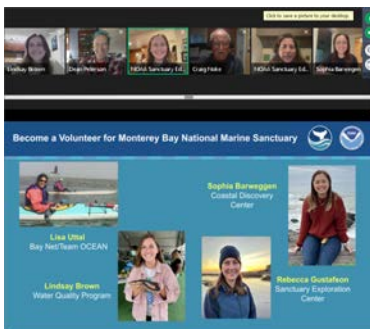 Click to save a picture to your desktop.
Lindsay Brown
Dean Peterson
NOAA Sanctuary Ed...
Craig Hoke
NOAA Sanctuary Ed...
Sophia Barweggen
Become a Volunteer for Monterey Bay National Marine Sanctuary
Lisa Uttal
Bay Net/Team OCEAN
Sophia Barweggen
Coastal Discovery
Center
Lindsay Brown
Water Quality Program
Rebecca Gustafson
Sanctuary Exploration
Center